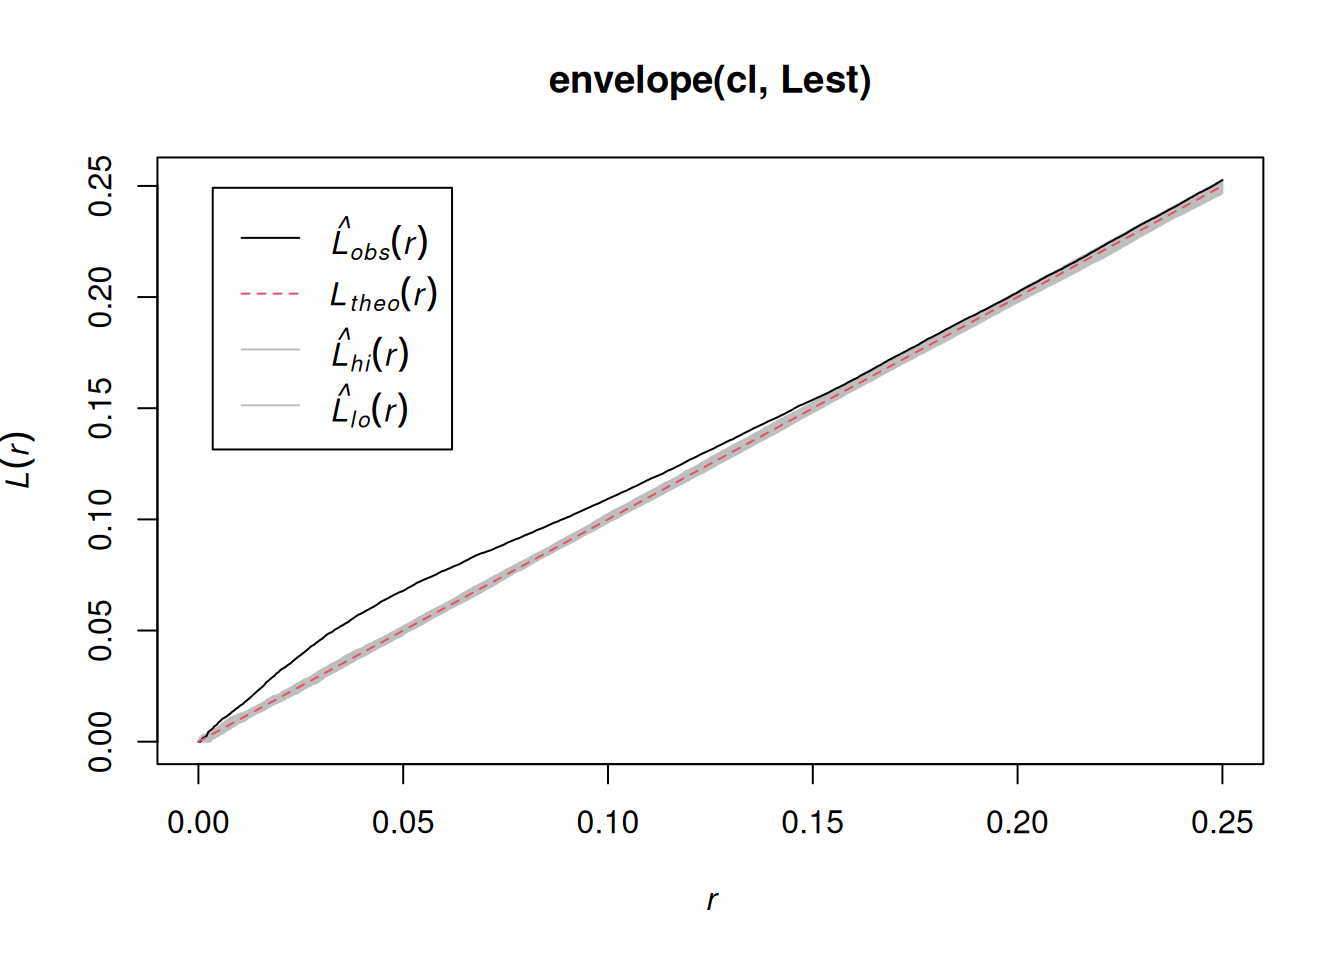 envelope(cl, Lest)
L̂obs(r)
Ltheo(r)
L̂hi(r)
L̂lo(r)
L(r)
0.25
0.20
0.15
0.10
0.05
0.00
0.00 0.05 0.10 0.15 0.20 0.25
r